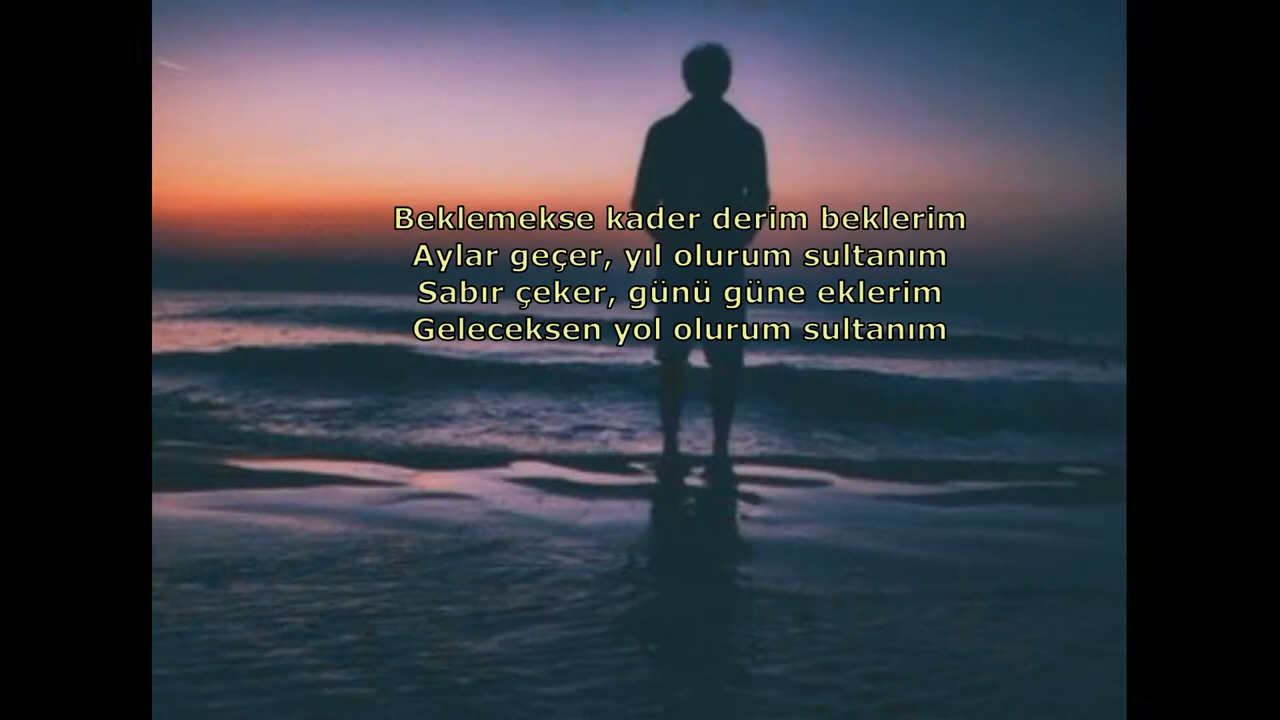 Beklemekse kader derim beklerim
Aylar geçer, yıl olurum sultanım
Sabır çeker, günü güne eklerim
Geleceksen yol olurum sultanım